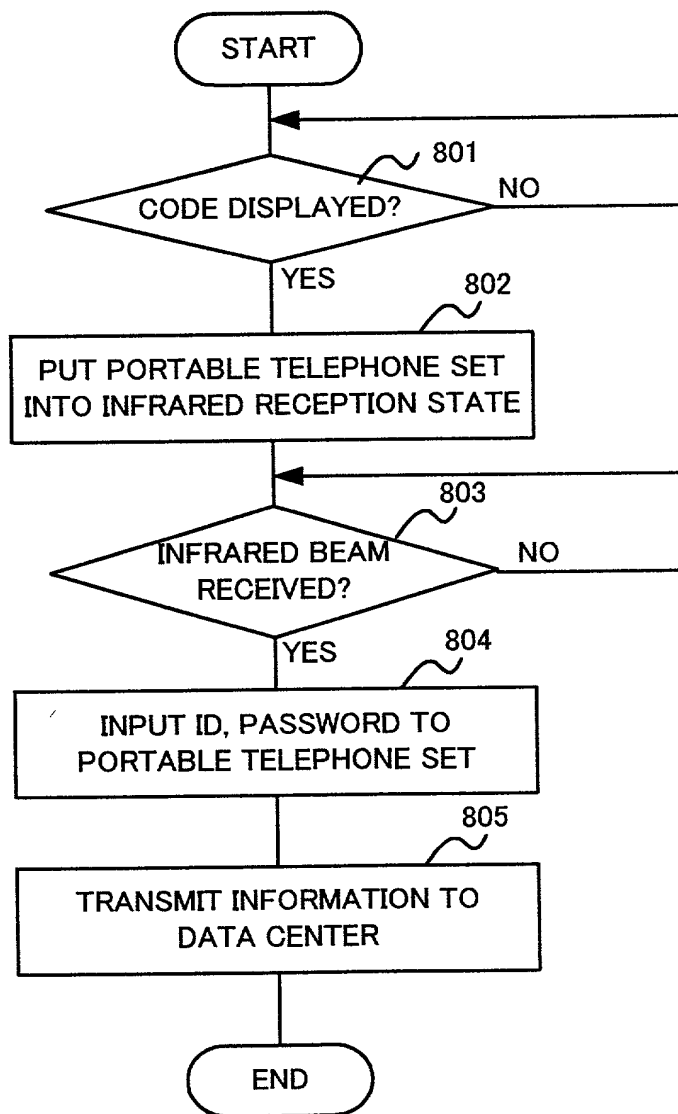 START
801
CODE DISPLAYED?
NO
YES
802
PUT PORTABLE TELEPHONE SET
INTO INFRARED RECEPTION STATE
803
INFRARED BEAM
RECEIVED?
NO
YES
804
INPUT ID, PASSWORD TO
PORTABLE TELEPHONE SET
805
TRANSMIT INFORMATION TO
DATA CENTER
END